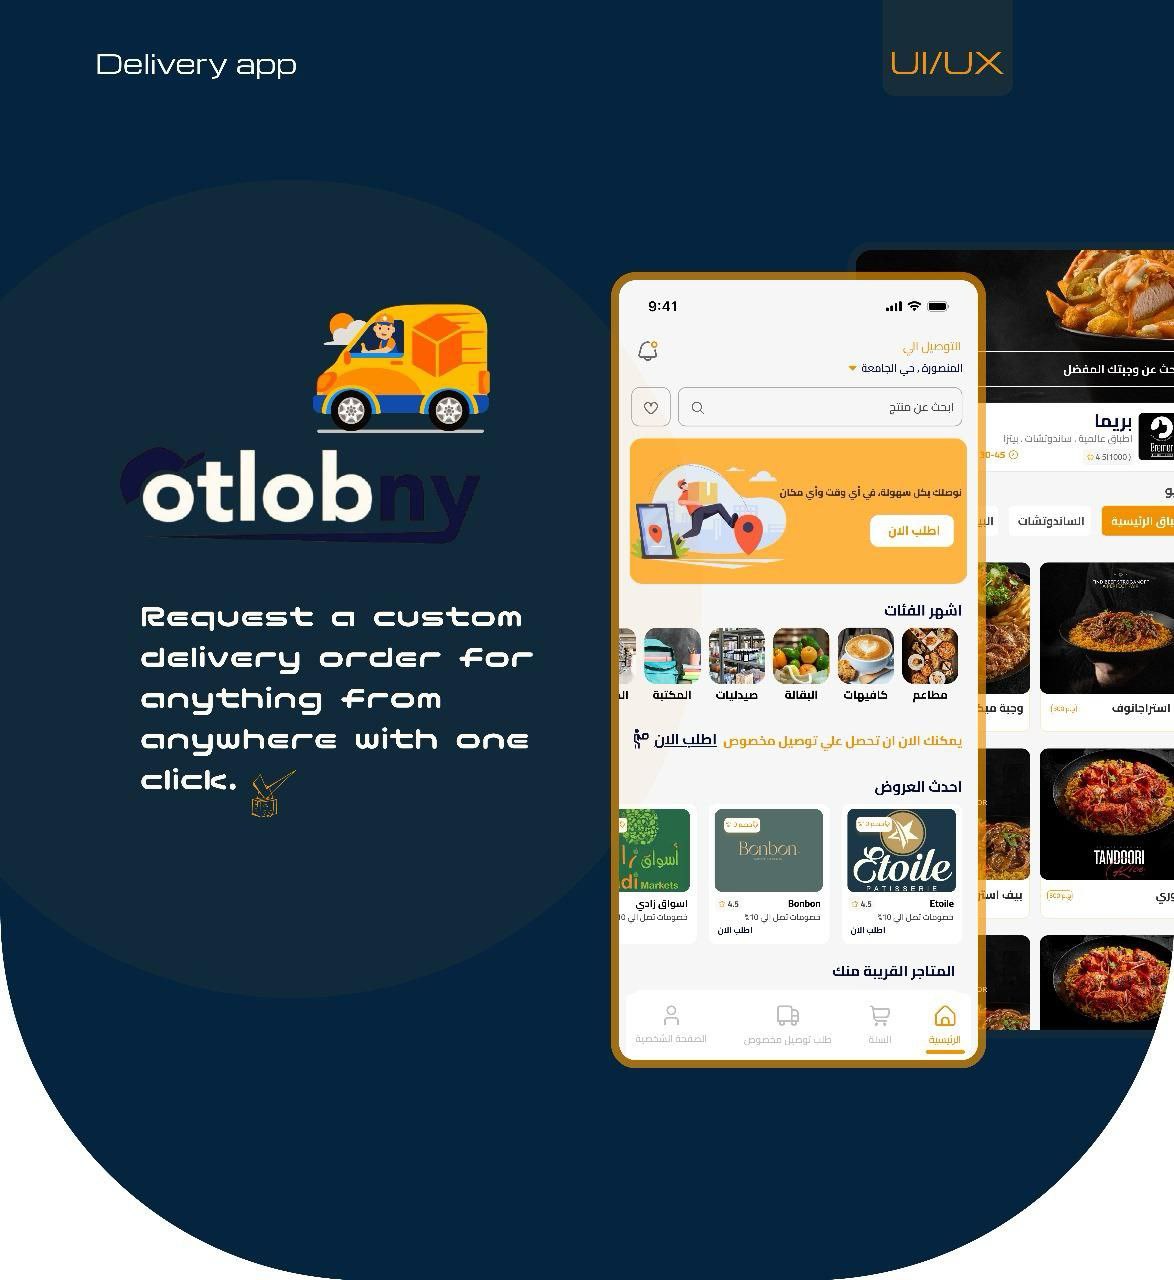 Delivery app
UI/UX
otlobny
Request a custom
delivery order for
anything from
anywhere with one
click.
9:41
التوصيل الي
المنصورة , حي الجامعة
ابحث عن منتج
نوصلك بكل سهولة، في أي وقت وأي مكان
اطلب الان
اشهر الفئات
مطاعم
كافيهات
البقالة
صيدليات
المكتبة
يمكنك الان ان تحصل علي توصيل مخصوص اطلب الان
احدث العروض
Etoile
PATISSERIE
Bonbon
أسواق
Markets
Etoile
4.5
خصومات تصل الي 10%
اطلب الان
Bonbon
4.5
خصومات تصل الي 10%
اطلب الان
اسواق زادي
خصومات تصل الي 10
المتاجر القريبة منك
الرئيسية
السلة
طلب توصيل مخصوص
الصفحة الشخصية
عن وجبتك المفضل
بريما
اطباق عالمية , ساندوتشات , بيتزا
4.5(1000)
30-45
الرئيسية
الساندوتشات
استراجانوف
وجبة
TANDOORI
Rice
بيف